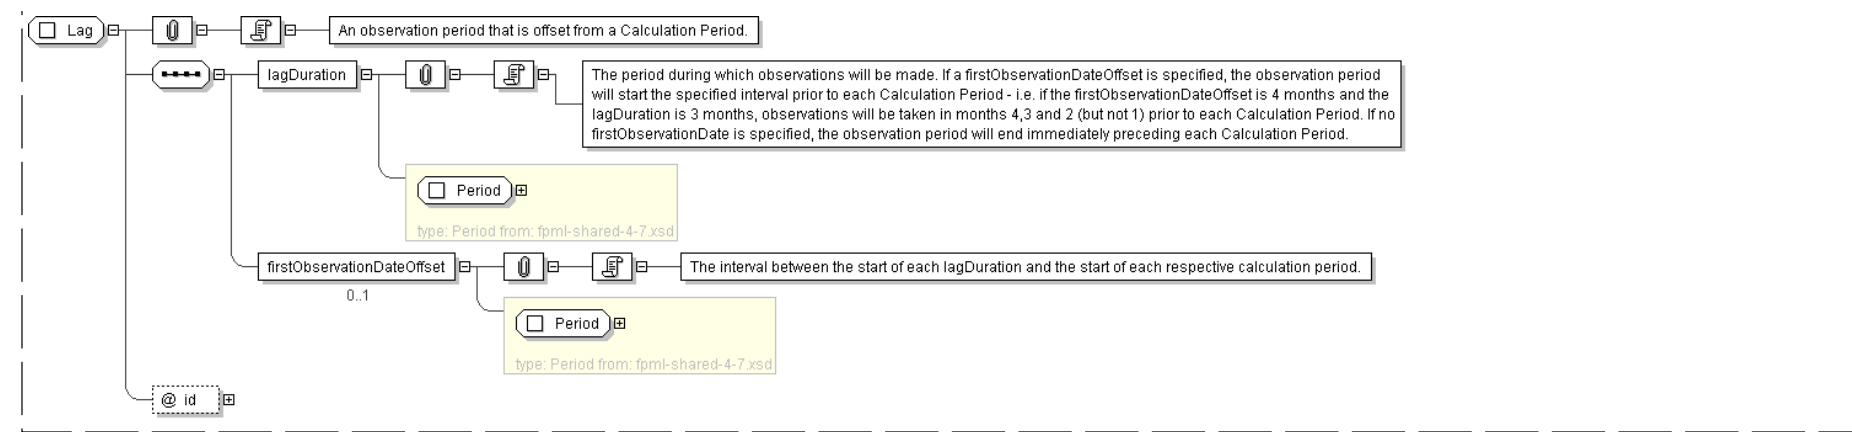 Lag
An observation period that is offset from a Calculation Period.
lagDuration
The period during which observations will be made. If a firstObservationDateOffset is specified, the observation period
will start the specified interval prior to each Calculation Period - i.e. if the firstObservationDateOffset is 4 months and the
lagDuration is 3 months, observations will be taken in months 4,3 and 2 (but not 1) prior to each Calculation Period. If no
firstObservationDate is specified, the observation period will end immediately preceding each Calculation Period.
Period
type: Period from: fpml-shared-4-7.xsd
firstObservationDateOffset
The interval between the start of each lagDuration and the start of each respective calculation period.
0..1
Period
type: Period from: fpml-shared-4-7.xsd
@ id